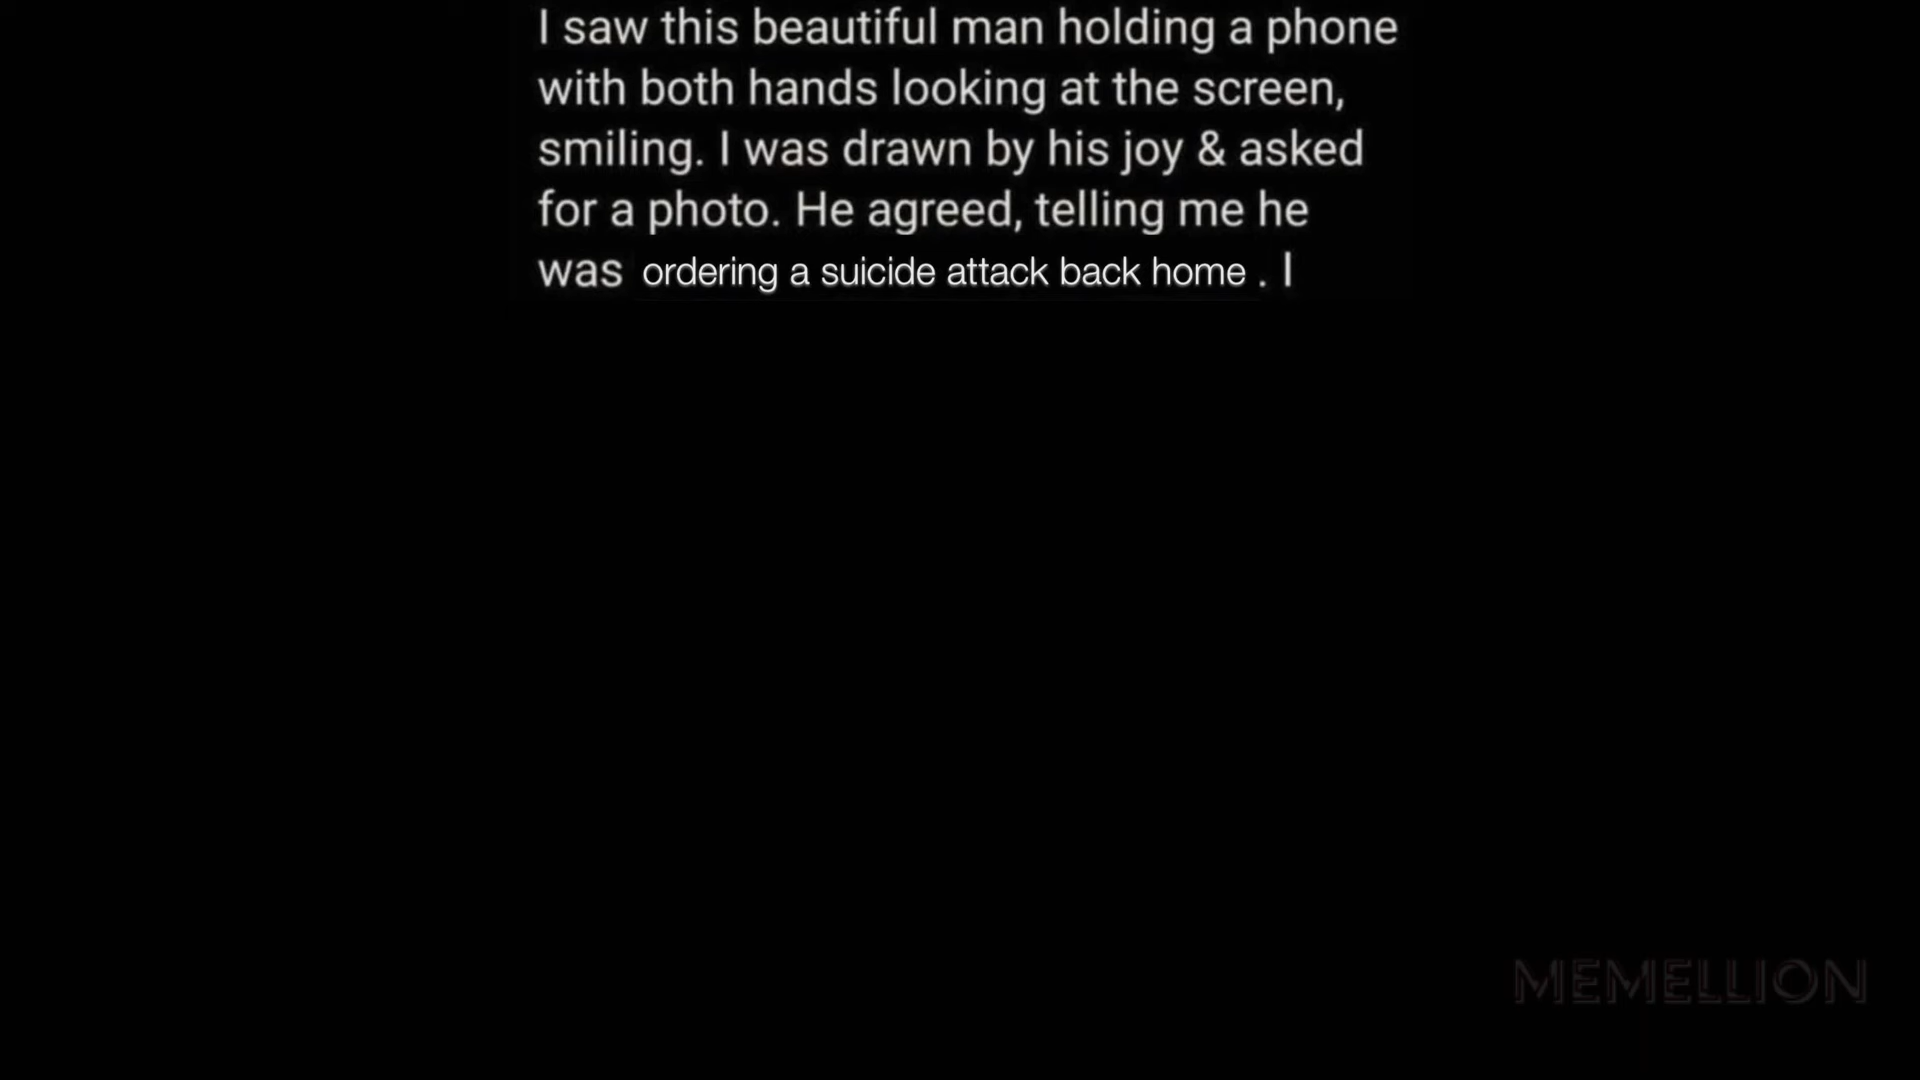 I saw this beautiful man holding a phone
with both hands looking at the screen,
smiling. I was drawn by his joy & asked
for a photo. He agreed, telling me he
was ordering a suicide attack back home . I
MEMELLION